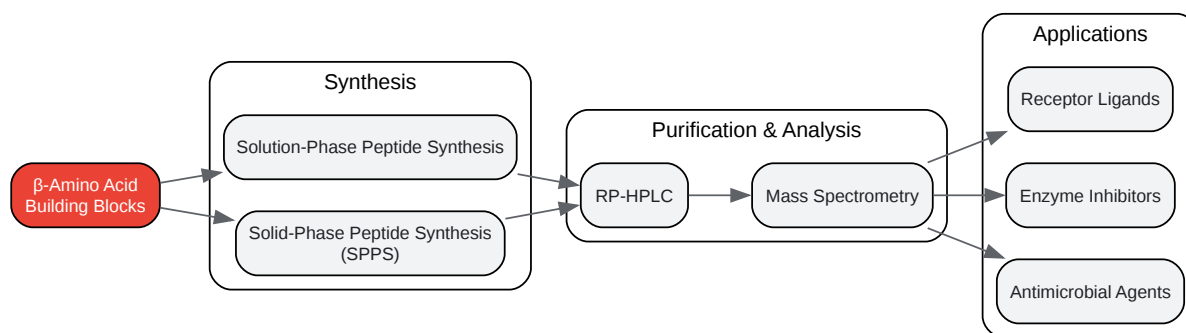 β-Amino Acid
Building Blocks
Synthesis
Solution-Phase Peptide Synthesis
Solid-Phase Peptide Synthesis
(SPPS)
Purification & Analysis
RP-HPLC
Mass Spectrometry
Applications
Receptor Ligands
Enzyme Inhibitors
Antimicrobial Agents